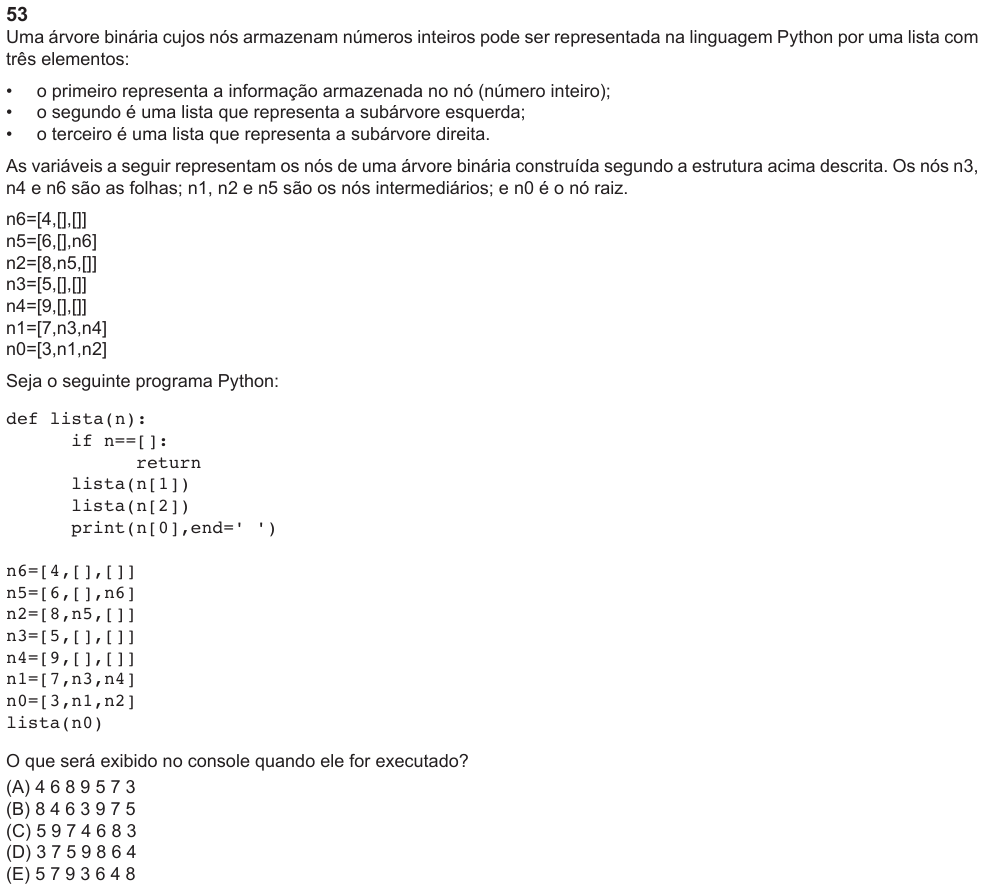 53
Uma árvore binária cujos nós armazenam números inteiros pode ser representada na linguagem Python por uma lista com
três elementos:
• o primeiro representa a informação armazenada no nó (número inteiro);
• o segundo é uma lista que representa a subárvore esquerda;
• o terceiro é uma lista que representa a subárvore direita.
As variáveis a seguir representam os nós de uma árvore binária construída segundo a estrutura acima descrita. Os nós n3,
n4 e n6 são as folhas; n1, n2 e n5 são os nós intermediários; e n0 é o nó raiz.
n6=[4,[],[]]
n5=[6,[],n6]
n2=[8,n5,[]]
n3=[5,[],[]]
n4=[9,[],[]]
n1=[7,n3,n4]
n0=[3,n1,n2]
Seja o seguinte programa Python:
def lista(n):
      if n==[]:
            return
      lista(n[1])
      lista(n[2])
      print(n[0],end=' ')
n6=[4,[],[]]
n5=[6,[],n6]
n2=[8,n5,[]]
n3=[5,[],[]]
n4=[9,[],[]]
n1=[7,n3,n4]
n0=[3,n1,n2]
lista(n0)
O que será exibido no console quando ele for executado?
(A) 4 6 8 9 5 7 3
(B) 8 4 6 3 9 7 5
(C) 5 9 7 4 6 8 3
(D) 3 7 5 9 8 6 4
(E) 5 7 9 3 6 4 8